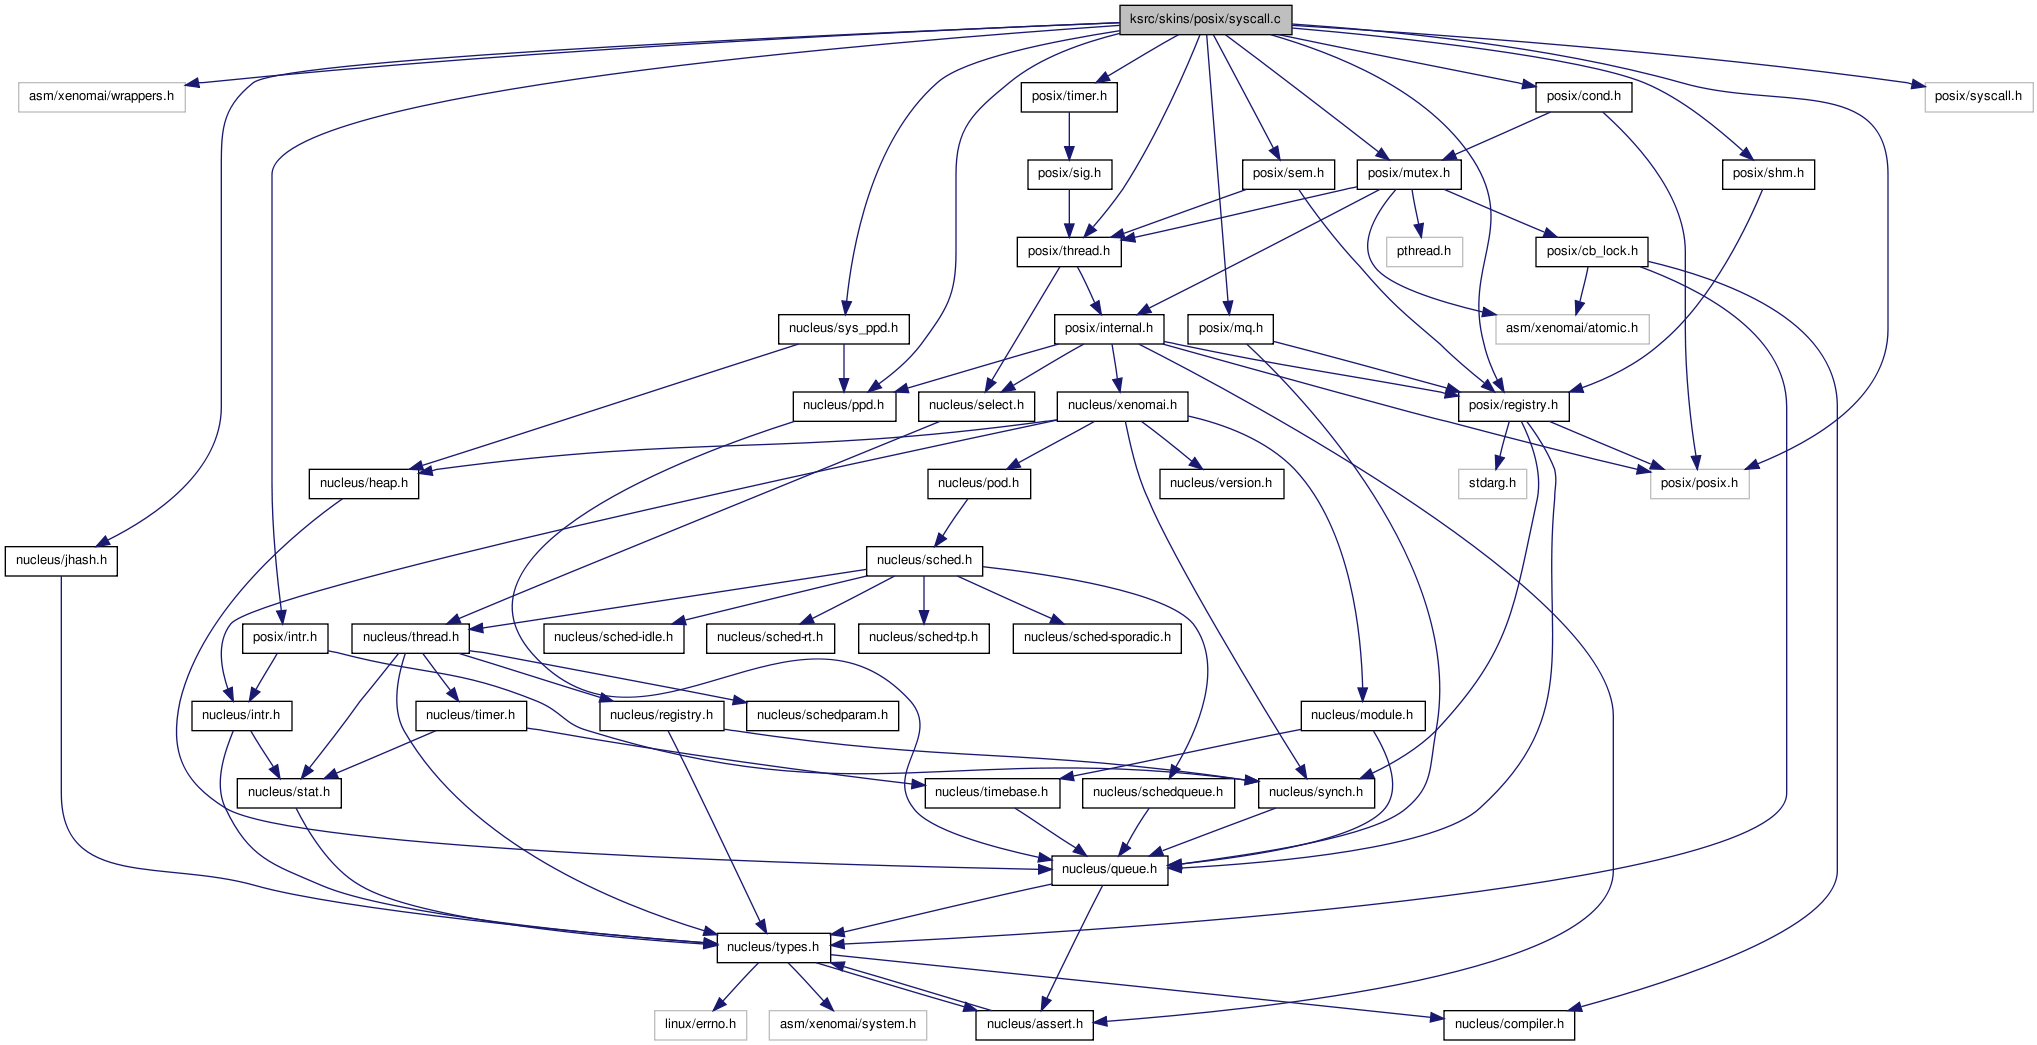 ksrc/skins/posix/syscall.c
asm/xenomai/wrappers.h
posix/timer.h
posix/cond.h
posix/syscall.h
posix/sig.h
posix/sem.h
posix/mutex.h
posix/shm.h
posix/thread.h
pthread.h
posix/cb_lock.h
nucleus/sys_ppd.h
posix/internal.h
posix/mq.h
asm/xenomai/atomic.h
nucleus/ppd.h
nucleus/select.h
nucleus/xenomai.h
posix/registry.h
nucleus/heap.h
nucleus/pod.h
nucleus/version.h
stdarg.h
posix/posix.h
nucleus/jhash.h
nucleus/sched.h
posix/intr.h
nucleus/thread.h
nucleus/sched-idle.h
nucleus/sched-rt.h
nucleus/sched-tp.h
nucleus/sched-sporadic.h
nucleus/intr.h
nucleus/timer.h
nucleus/registry.h
nucleus/schedparam.h
nucleus/module.h
nucleus/stat.h
nucleus/timebase.h
nucleus/schedqueue.h
nucleus/synch.h
nucleus/queue.h
nucleus/types.h
linux/errno.h
asm/xenomai/system.h
nucleus/assert.h
nucleus/compiler.h